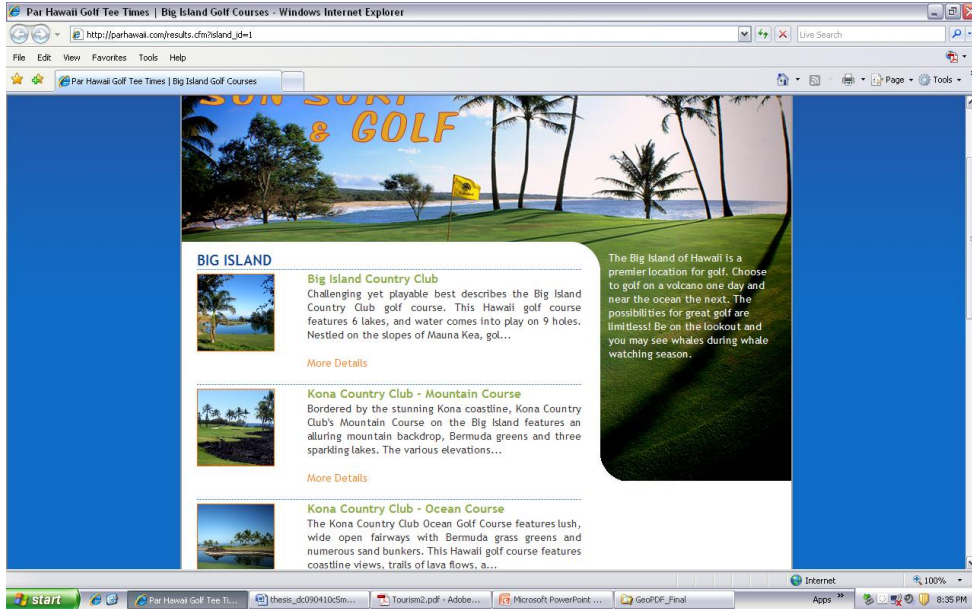 Par Hawaii Golf Tee Times | Big Island Golf Courses - Windows Internet Explorer
http://parhawaii.com/results.cfm?island_id=1
Live Search
File Edit View Favorites Tools Help
Par Hawaii Golf Tee Times | Big Island Golf Courses
Page Tools
SUN SURF
& GOLF
BIG ISLAND
Big Island Country Club
Challenging yet playable best describes the Big Island
Country Club golf course. This Hawaii golf course
features 6 lakes, and water comes into play on 9 holes.
Nestled on the slopes of Mauna Kea, gol...
More Details
Kona Country Club - Mountain Course
Bordered by the stunning Kona coastline, Kona Country
Club's Mountain Course on the Big Island features an
alluring mountain backdrop, Bermuda greens and three
sparkling lakes. The various elevations...
More Details
Kona Country Club - Ocean Course
The Kona Country Club Ocean Golf Course features lush,
wide open fairways with Bermuda grass greens and
numerous sand bunkers. This Hawaii golf course features
coastline views, trails of lava flows, a...
The Big Island of Hawaii is a
premier location for golf. Choose
to golf on a volcano one day and
near the ocean the next. The
possibilities for great golf are
limitless! Be on the lookout and
you may see whales during whale
watching season.
Internet 100%
start Par Hawaii Golf Tee Ti... thesis_dc090410c5m... Tourism2.pdf - Adobe... Microsoft PowerPoint ... GeoPDF_Final Apps 8:35 PM